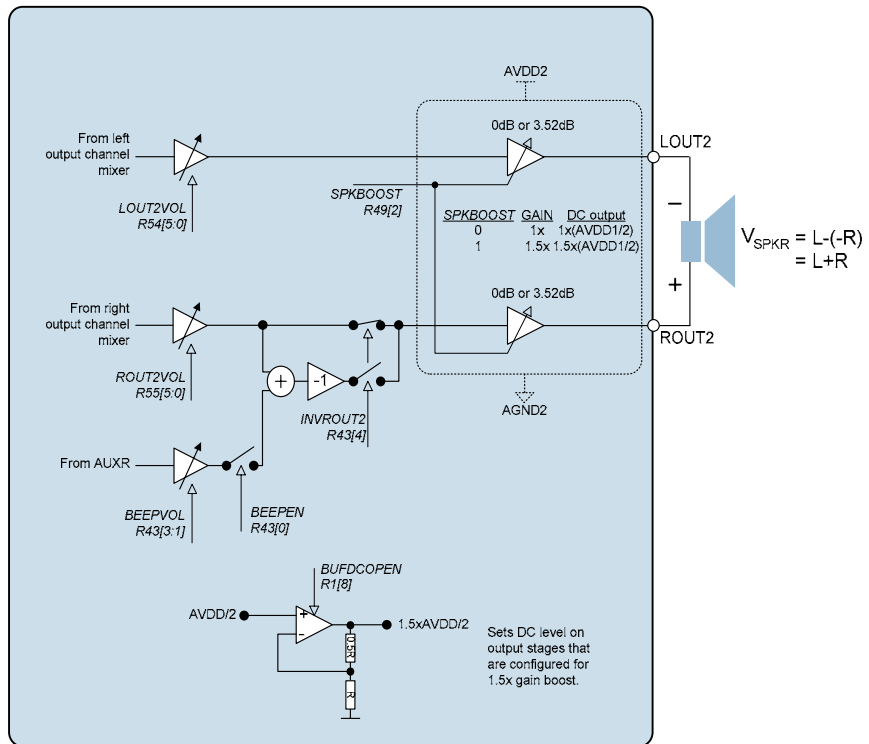 AVDD2
0dB or 3.52dB
From left
output channel
mixer
LOUT2
LOUT2VOL
R54[5:0]
SPKBOOST
R49[2]
SPKBOOST GAIN DC output
0 1x 1x(AVDD1/2)
1 1.5x 1.5x(AVDD1/2)
−
VSPKR = L-(-R)
= L+R
+
0dB or 3.52dB
From right
output channel
mixer
ROUT2
ROUT2VOL
R55[5:0]
+
-1
INVROUT2
R43[4]
AGND2
From AUXR
BEEPVOL
R43[3:1]
BEEPEN
R43[0]
BUFDCOPEN
R1[8]
AVDD/2
+
-
1.5xAVDD/2
0.5R
R
Sets DC level on
output stages that
are configured for
1.5x gain boost.